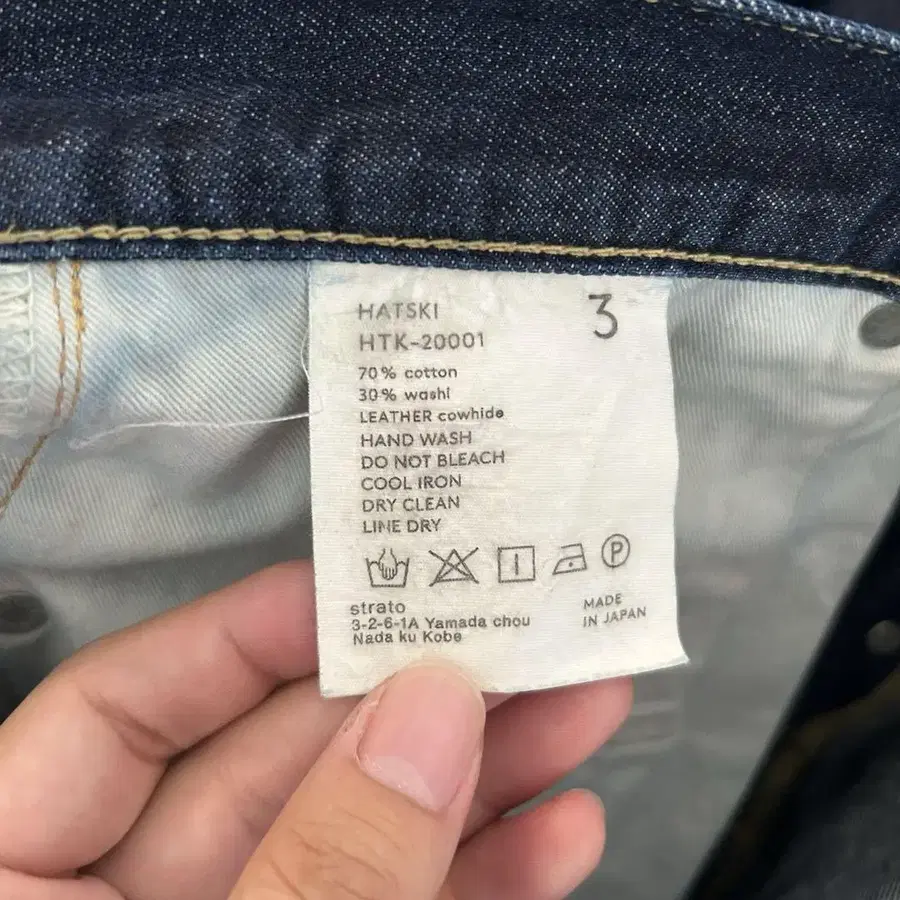 HATSKI
3
HTK-20001
70% cotton
30% washi
LEATHER cowhide
HAND WASH
DO NOT BLEACH
COOL IRON
DRY CLEAN
LINE DRY
P
strato
3-2-6-1A Yamada chou
Nada ku Kobe
MADE
IN JAPAN